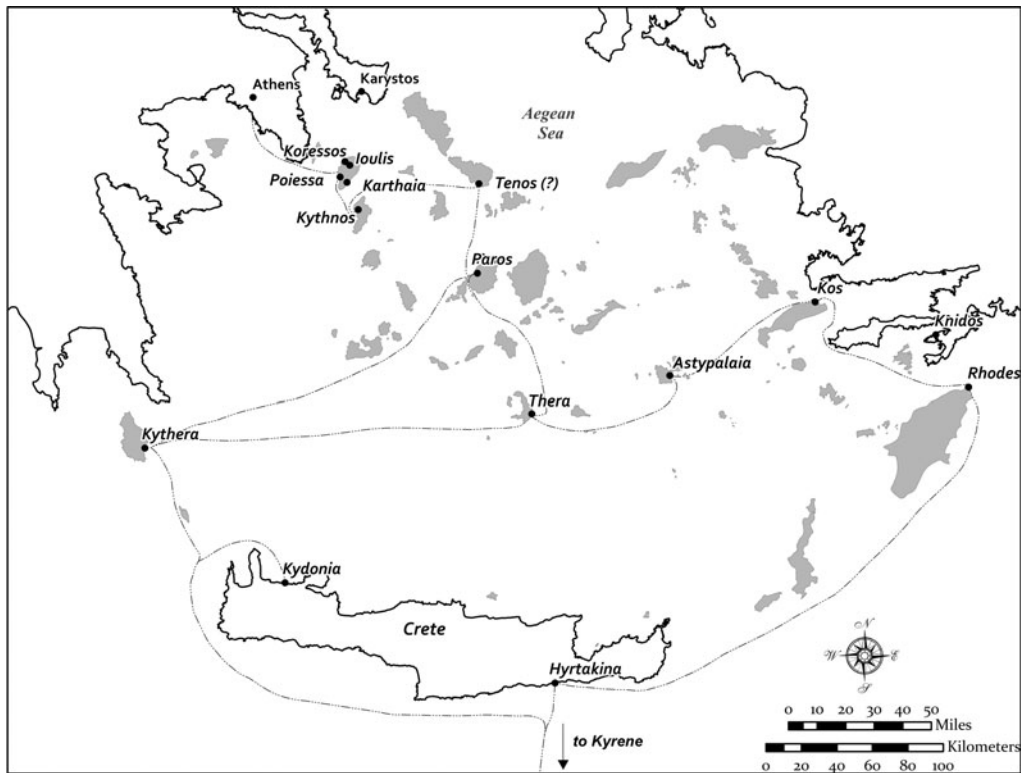 Athens
Karystos
Aegean
Sea
Koressos
Ioulis
Poiessa
Karthaia
Tenos (?)
Kythnos
Paros
Kos
Knidos
Astypalaia
Rhodes
Thera
Kythera
Kydonia
Crete
Hyrtakina
N
W
E
S
to Kyrene
0 10 20 30 40 50
Miles
Kilometers
0 20 40 60 80 100